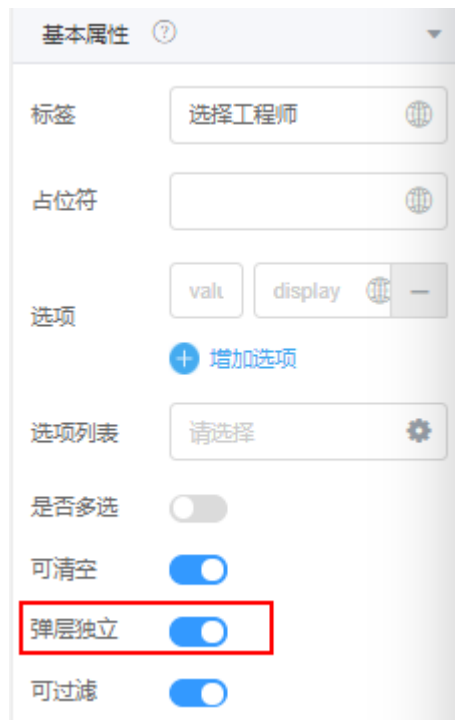 基本属性 ?
标签 选择工程师
占位符
选项 valu display
增加选项
选项列表 请选择
是否多选
可清空
弹层独立
可过滤